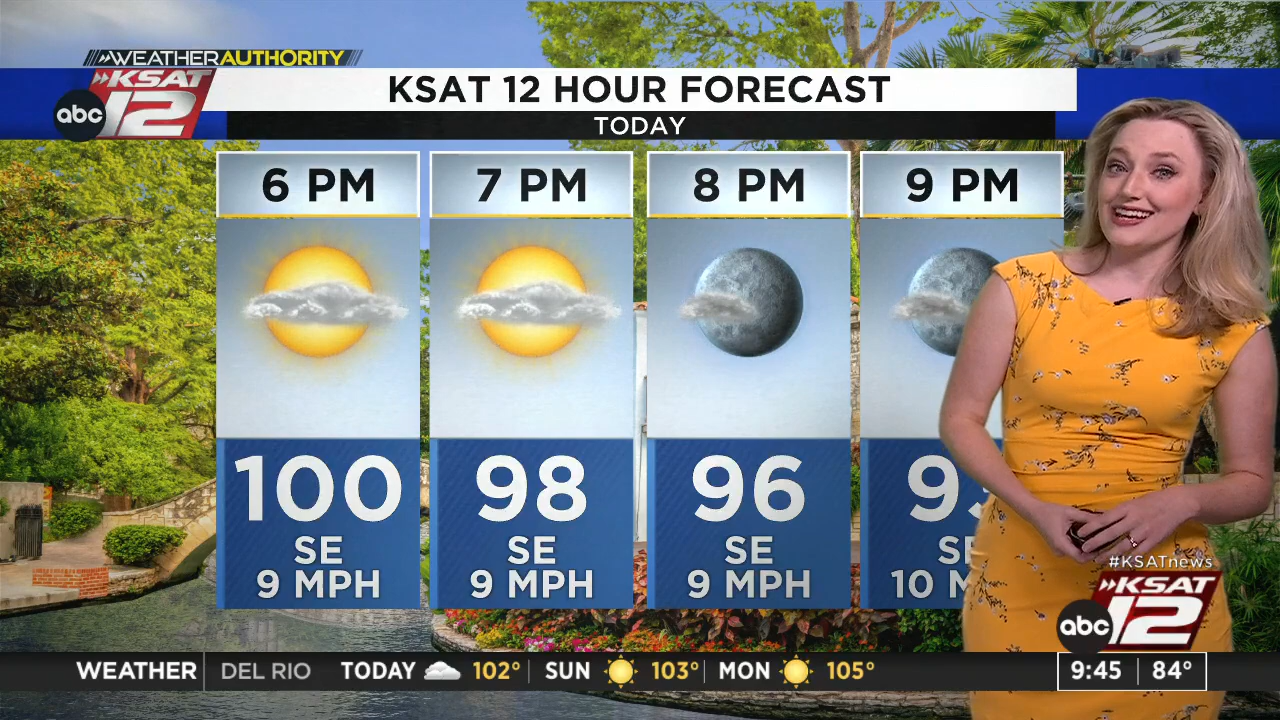 WEATHERAUTHORITY
KSAT
12
abc
KSAT 12 HOUR FORECAST
TODAY
6 PM
7 PM
8 PM
9 PM
100
SE
9 MPH
98
SE
9 MPH
96
SE
9 MPH
10
#KSATnews
KSAT
12
abc
WEATHER DEL RIO TODAY 102° SUN 103° MON 105°
9:45 84°